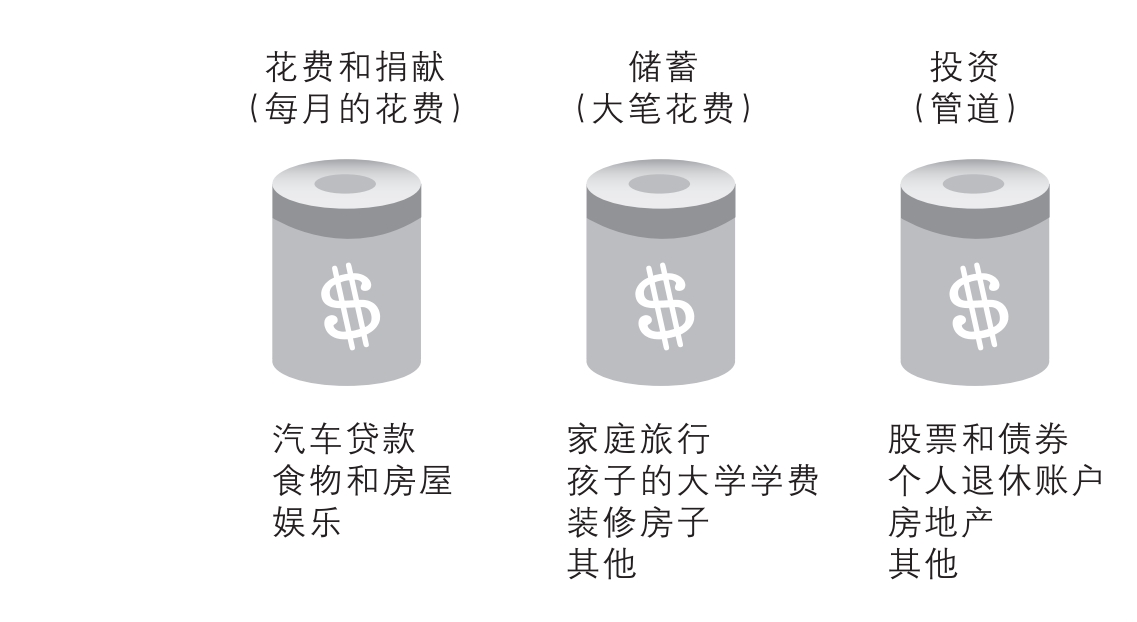 花费和捐献
（每月的花费）
储蓄
（大笔花费）
投资
（管道）
$
$
$
汽车贷款
食物和房屋
娱乐
家庭旅行
孩子的大学学费
装修房子
其他
股票和债券
个人退休账户
房地产
其他